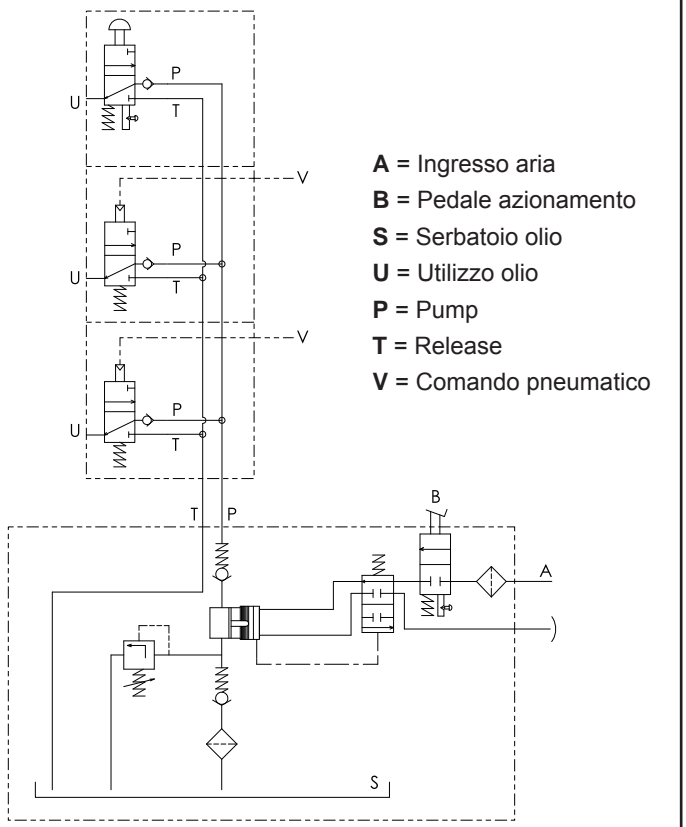 P
U
T
V
P
U
T
V
P
U
T
A = Ingresso aria
B = Pedale azionamento
S = Serbatoio olio
U = Utilizzo olio
P = Pump
T = Release
V = Comando pneumatico
T P
B
A
S